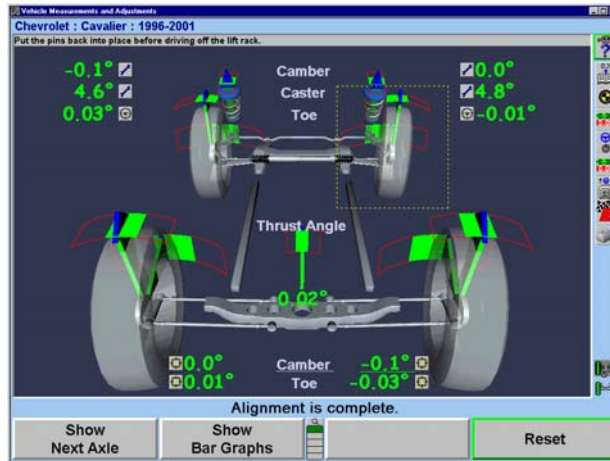 Vehicle Measurements and Adjustments
Chevrolet : Cavalier : 1996-2001
Put the pins back into place before driving off the lift rack.
-0.1° Camber 0.0°
4.6° Caster 4.8°
0.03° Toe -0.01°
Thrust Angle
0.02°
0.0° Camber -0.1°
0.01° Toe -0.03°
Alignment is complete.
Show Next Axle
Show Bar Graphs
Reset